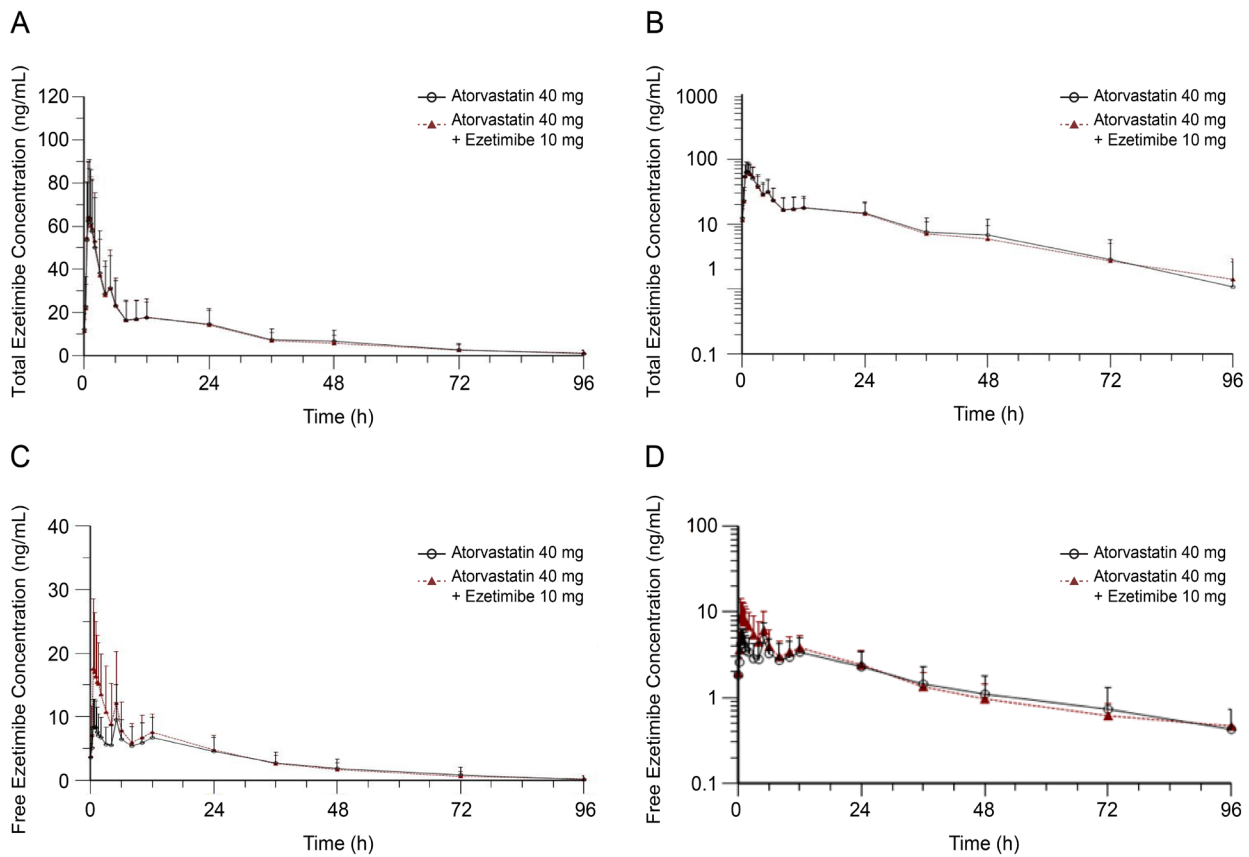 A
Total Ezetimibe Concentration (ng/mL)
120
100
80
60
40
20
0
0 24 48 72 96
Time (h)
Atorvastatin 40 mg
Atorvastatin 40 mg
+ Ezetimibe 10 mg
B
Total Ezetimibe Concentration (ng/mL)
1000
100
10
1
0.1
0 24 48 72 96
Time (h)
Atorvastatin 40 mg
Atorvastatin 40 mg
+ Ezetimibe 10 mg
C
Free Ezetimibe Concentration (ng/mL)
40
30
20
10
0
0 24 48 72 96
Time (h)
Atorvastatin 40 mg
Atorvastatin 40 mg
+ Ezetimibe 10 mg
D
Free Ezetimibe Concentration (ng/mL)
100
10
1
0.1
0 24 48 72 96
Time (h)
Atorvastatin 40 mg
Atorvastatin 40 mg
+ Ezetimibe 10 mg